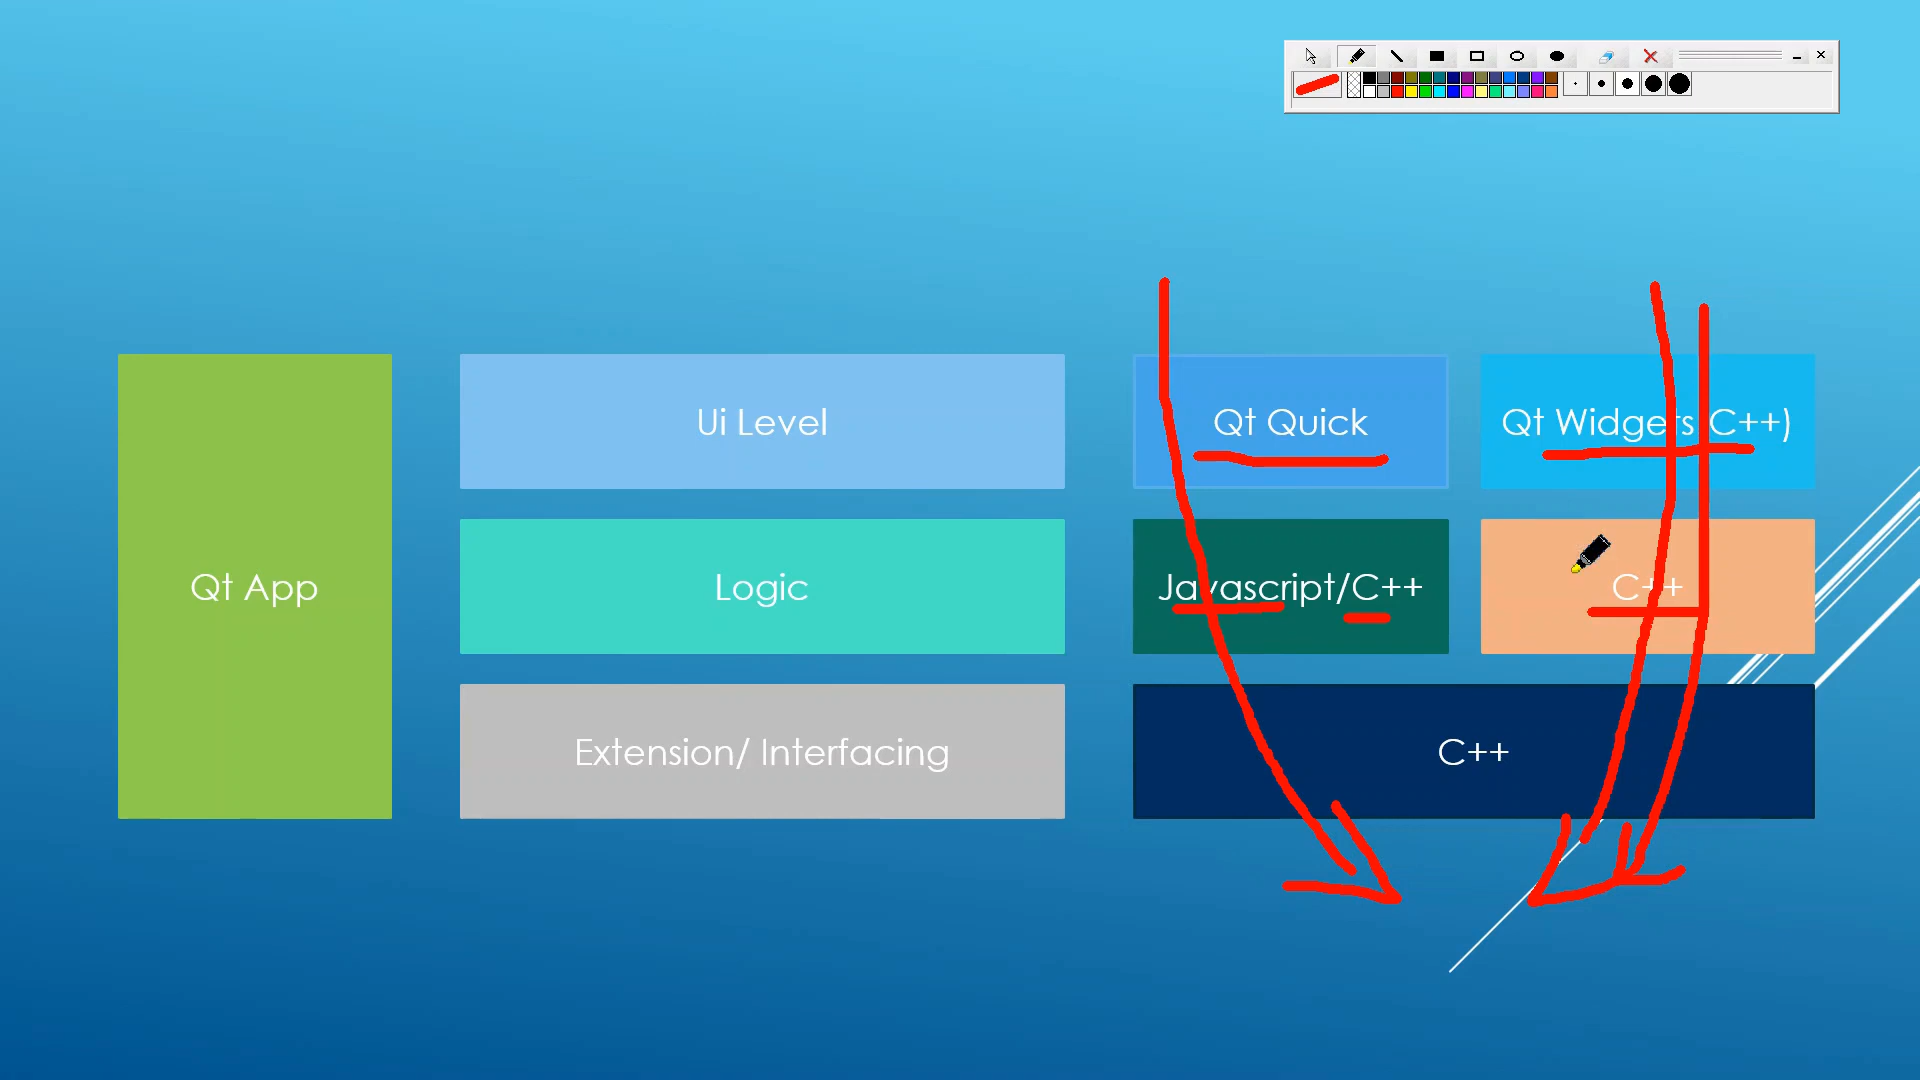 Ui Level
Qt Quick
Qt Widgets (C++)
Qt App
Logic
Javascript/C++
C++
Extension/ Interfacing
C++